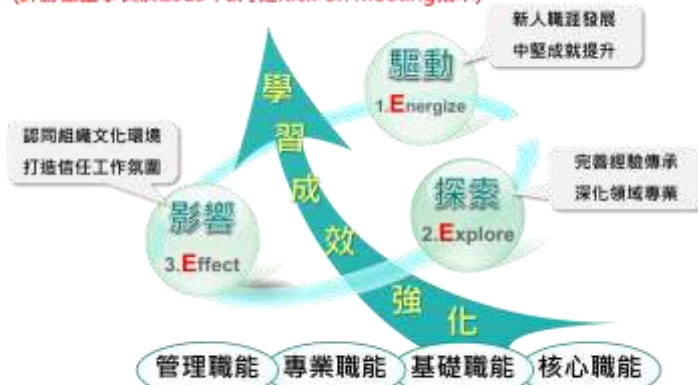 新人職涯發展
中堅成就提升
驅動
1.Energize
認同組織文化環境
打造信任工作氛圍
影響
3.Effect
完善經驗傳承
深化領域專業
探索
2.Explore
學習成效強化
管理職能 專業職能 基礎職能 核心職能